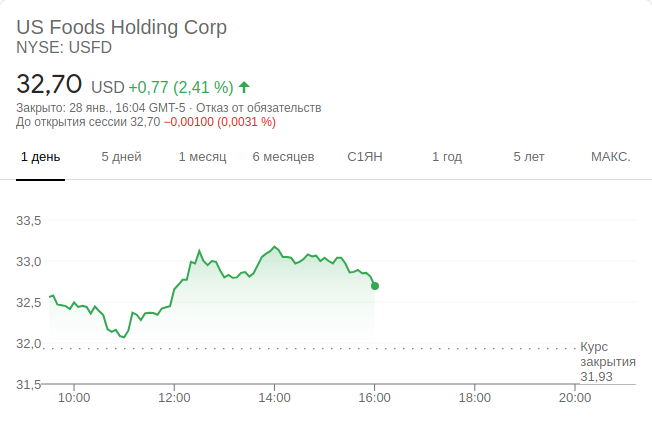 US Foods Holding Corp
NYSE: USFD
32,70 USD +0,77 (2,41 %)
Закрыто: 28 янв., 16:04 GMT-5 · Отказ от обязательств
До открытия сессии 32,70 −0,00100 (0,0031 %)
1 день 5 дней 1 месяц 6 месяцев С1ЯН 1 год 5 лет МАКС.
33,5
33,0
32,5
32,0
Курс
закрытия
31,93
31,5
10:00 12:00 14:00 16:00 18:00 20:00